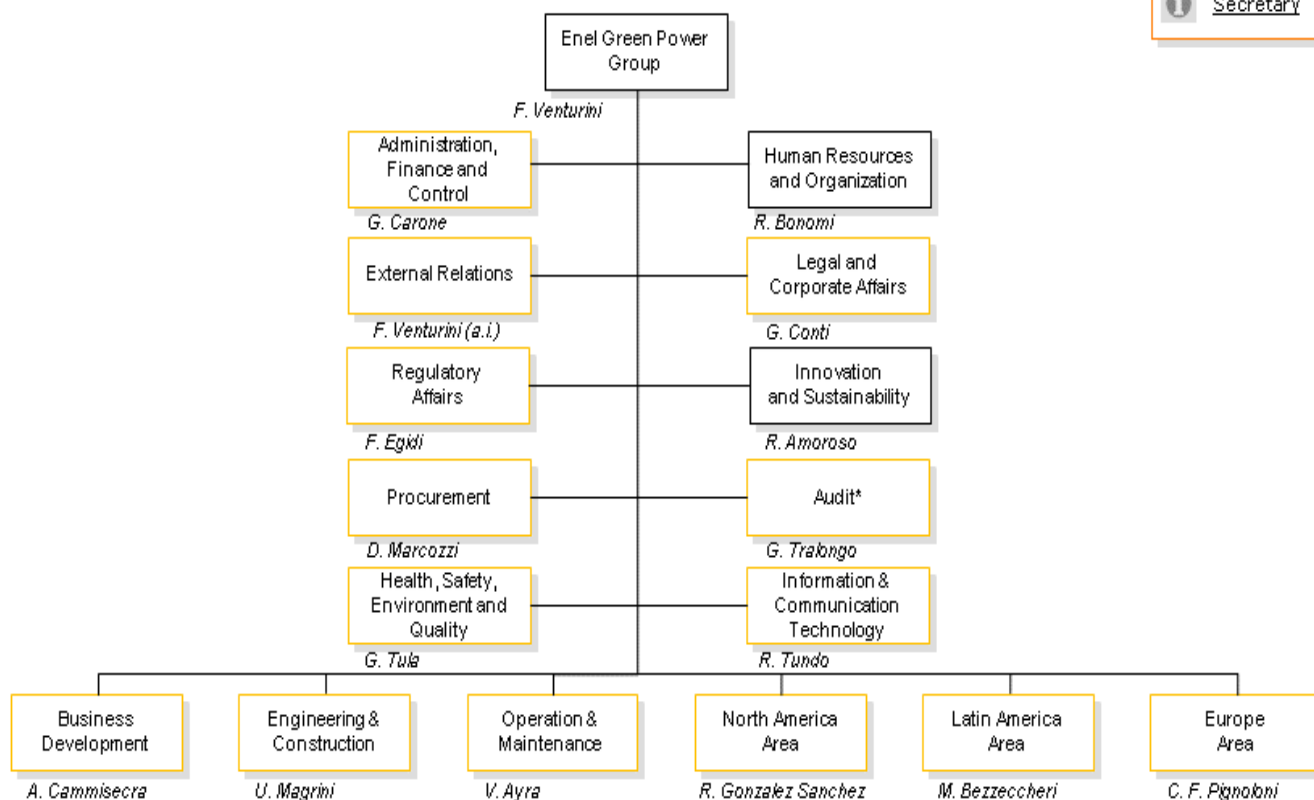 Secretary
Enel Green Power
Group
F. Venturini
Administration,
Finance and
Control
G. Carone
Human Resources
and Organization
R. Bonomi
External Relations
F. Venturini (a.i.)
Legal and
Corporate Affairs
G. Conti
Regulatory
Affairs
F. Egidi
Innovation
and Sustainability
R. Amoroso
Procurement
D. Marcozzi
Audit*
G. Tralongo
Health, Safety,
Environment and
Quality
G. Tula
Information &
Communication
Technology
R. Tundo
Business
Development
A. Cammisecra
Engineering &
Construction
U. Magrini
Operation &
Maintenance
V. Ayra
North America
Area
R. Gonzalez Sanchez
Latin America
Area
M. Bezzeccheri
Europe
Area
C. F. Pignoloni